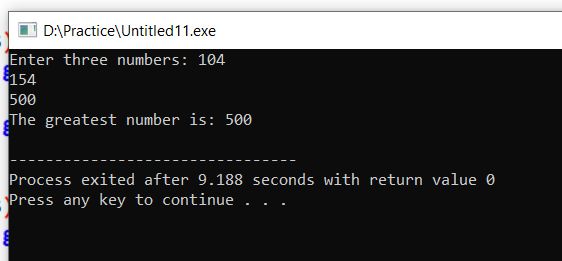 D:\Practice\Untitled11.exe
Enter three numbers: 104
154
500
The greatest number is: 500
--------------------------------
Process exited after 9.188 seconds with return value 0
Press any key to continue . . .